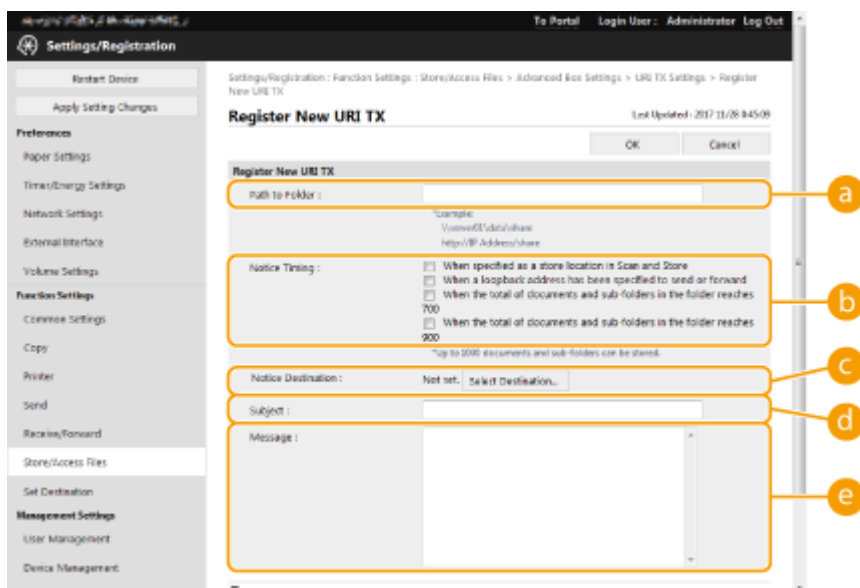 To Portal Login User : Administrator Log Out
Settings/Registration
Restart Device
Apply Setting Changes
Preferences
Paper Settings
Timer/Energy Settings
Network Settings
External Interface
Volume Settings
Function Settings
Common Settings
Copy
Printer
Send
Receive/Forward
Store/Access Files
Set Destination
Management Settings
User Management
Device Management
Settings/Registration : Function Settings : Store/Access Files > Advanced Box Settings > URI TX Settings > Register
New URI TX
Register New URI TX
Last Updated : 2017 11/28 0:45:09
OK Cancel
Register New URI TX
Path to Folder :
a
*Example:
\\server01\data\share
http://IP Address/share
Notice Timing :
When specified as a store location in Scan and Store
When a loopback address has been specified to send or forward
When the total of documents and sub-folders in the folder reaches
700
When the total of documents and sub-folders in the folder reaches
900
b
*Up to 1000 documents and sub-folders can be stored.
Notice Destination : Not set. Select Destination...
c
Subject :
d
Message :
e